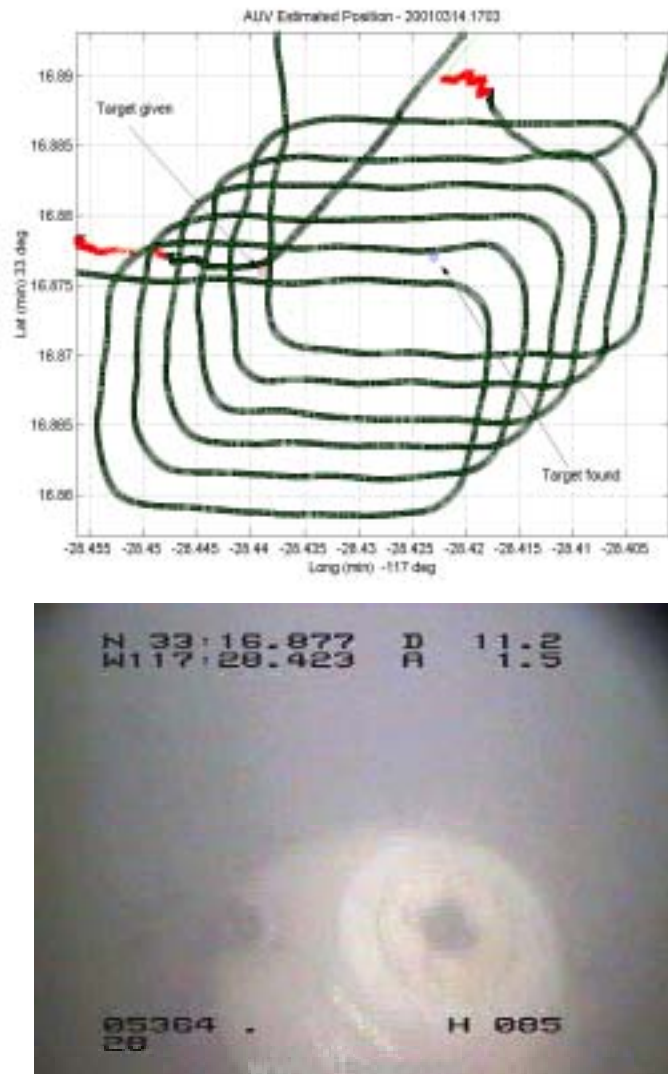 AUV Estimated Position - 20010314 1703
16.89
Target given
16.885
16.88
Lat (min) 33 deg
16.875
16.87
16.865
Target found
16.86
-28.455 -28.45 -28.445 -28.44 -28.435 -28.43 -28.425 -28.42 -28.415 -28.41 -28.405
Long (min) -117 deg
N 33:16.877 D 11.2
W117:28.423 A 1.5
05364 . H 085
28